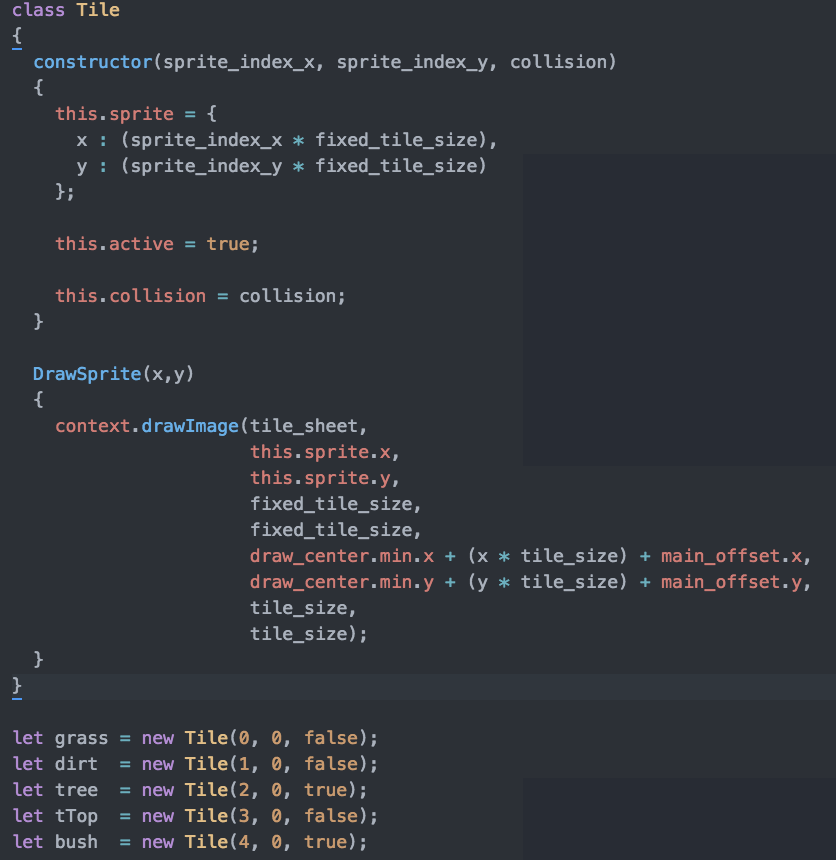 class Tile
{
  constructor(sprite_index_x, sprite_index_y, collision)
  {
    this.sprite = {
      x : (sprite_index_x * fixed_tile_size),
      y : (sprite_index_y * fixed_tile_size)
    };

    this.active = true;

    this.collision = collision;
  }

  DrawSprite(x,y)
  {
    context.drawImage(tile_sheet,
                      this.sprite.x,
                      this.sprite.y,
                      fixed_tile_size,
                      fixed_tile_size,
                      draw_center.min.x + (x * tile_size) + main_offset.x,
                      draw_center.min.y + (y * tile_size) + main_offset.y,
                      tile_size,
                      tile_size);
  }
}

let grass = new Tile(0, 0, false);
let dirt  = new Tile(1, 0, false);
let tree  = new Tile(2, 0, true);
let tTop  = new Tile(3, 0, false);
let bush  = new Tile(4, 0, true);